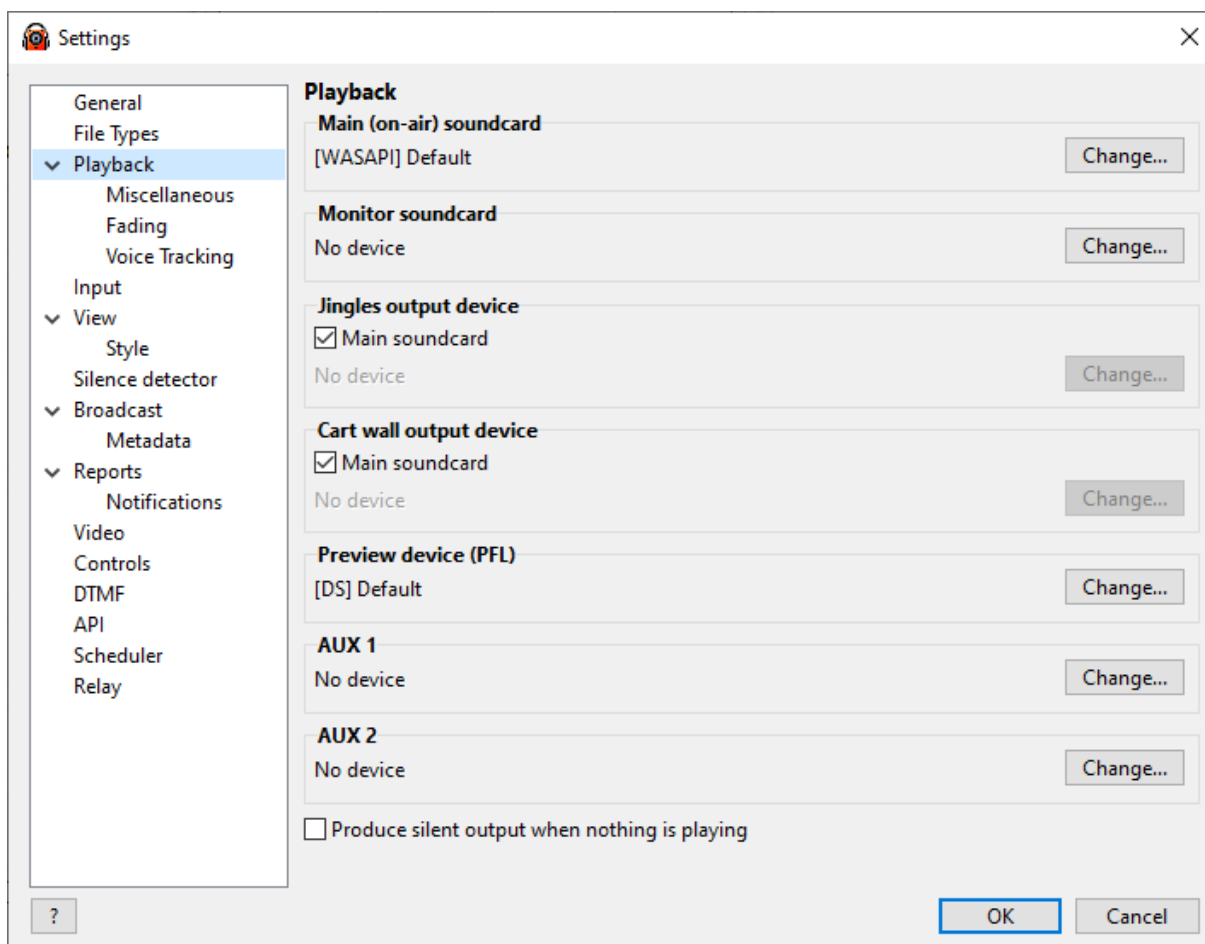 Settings
General
File Types
Playback
Miscellaneous
Fading
Voice Tracking
Input
View
Style
Silence detector
Broadcast
Metadata
Reports
Notifications
Video
Controls
DTMF
API
Scheduler
Relay
Playback
Main (on-air) soundcard
[WASAPI] Default
Change...
Monitor soundcard
No device
Change...
Jingles output device
Main soundcard
No device
Change...
Cart wall output device
Main soundcard
No device
Change...
Preview device (PFL)
[DS] Default
Change...
AUX 1
No device
Change...
AUX 2
No device
Change...
Produce silent output when nothing is playing
?
OK
Cancel